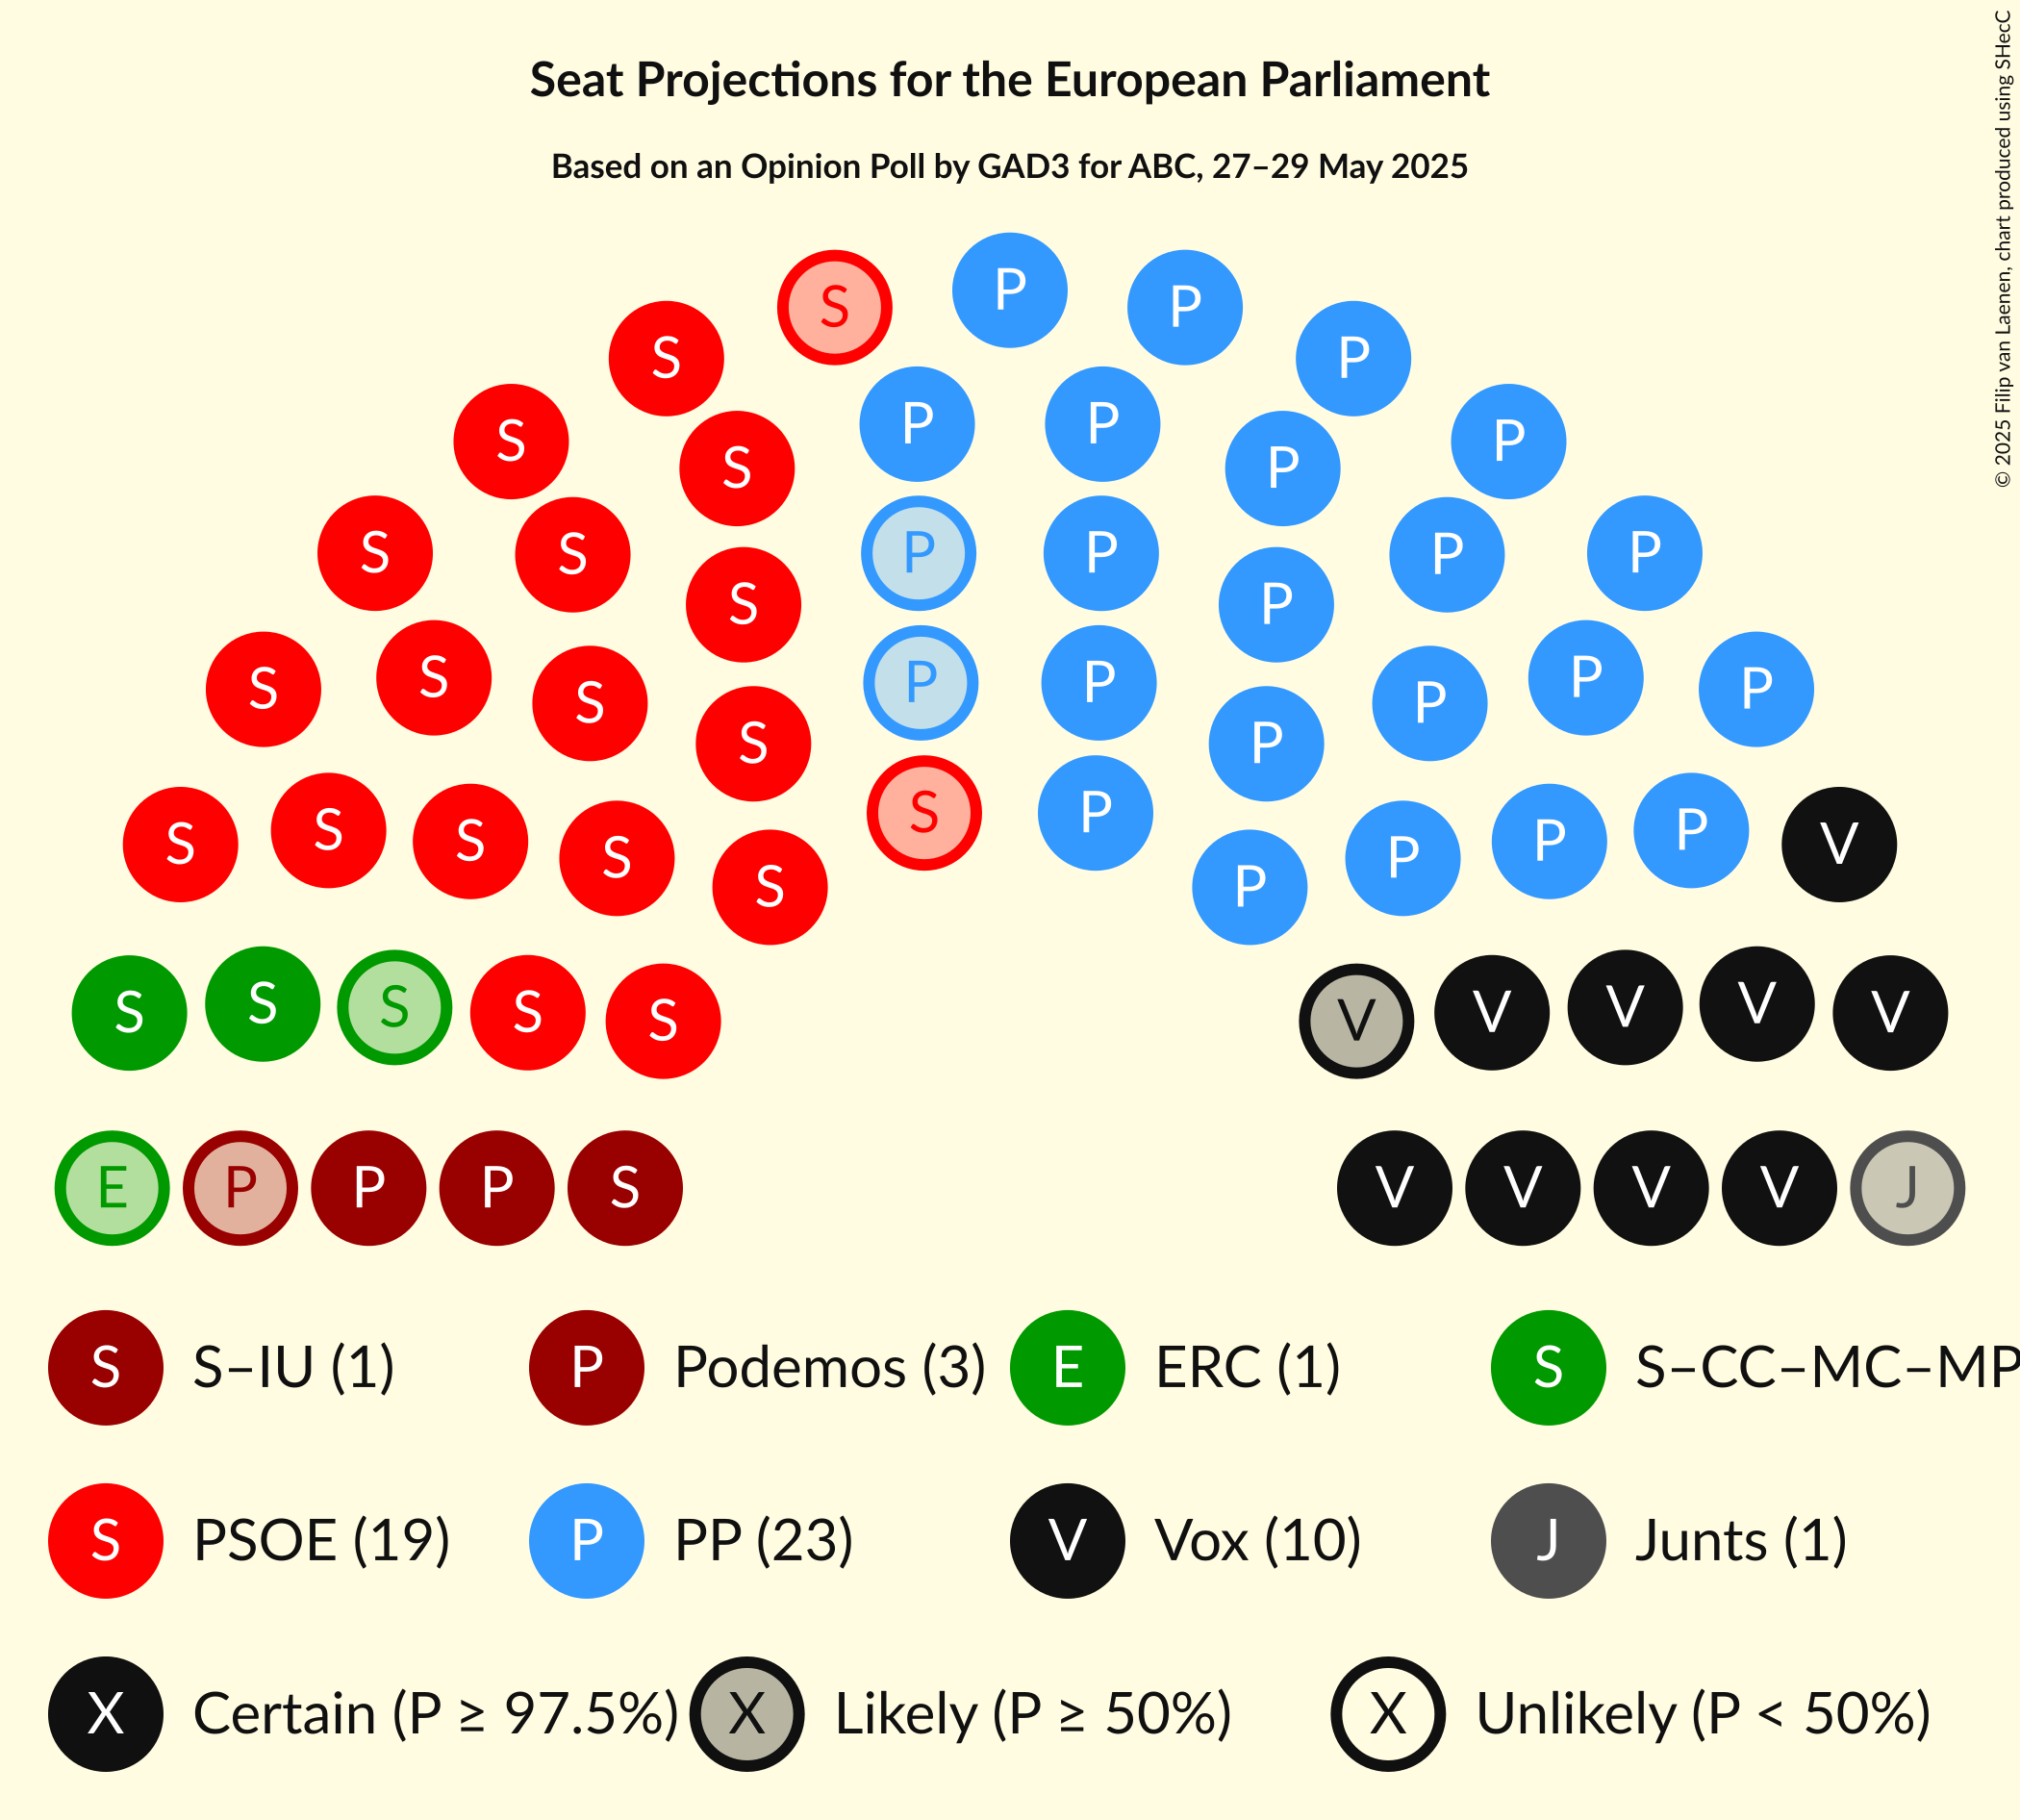 Seat Projections for the European Parliament
Based on an Opinion Poll by GAD3 for ABC, 27–29 May 2025
© 2025 Filip van Laenen, chart produced using SHecC
P
S P
S P
S P
P P
S P
S P
P P
S S P P
S P
S P
P P
S P
S P
S P
S P
S P
S P
S P
S P
S V
S P
S P
S V
S V
S V
S V
S V
E P P P S V V V V J
S S–IU (1) P Podemos (3) E ERC (1) S S–CC–MC–MP
S PSOE (19) P PP (23) V Vox (10) J Junts (1)
X Certain (P ≥ 97.5%) X Likely (P ≥ 50%) X Unlikely (P < 50%)